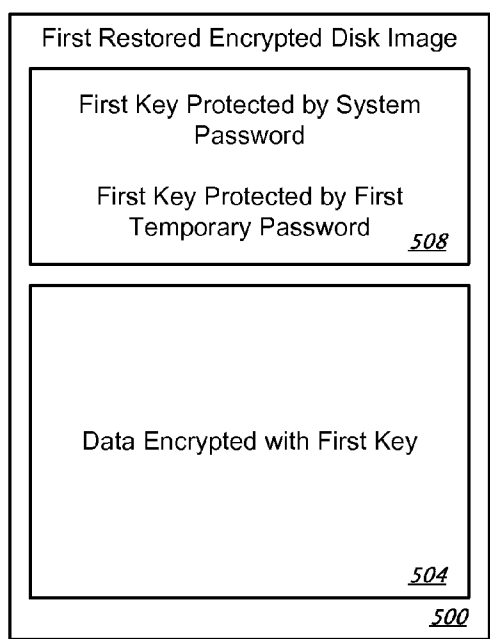 First Restored Encrypted Disk Image
First Key Protected by System
Password
First Key Protected by First
Temporary Password
508
Data Encrypted with First Key
504
500